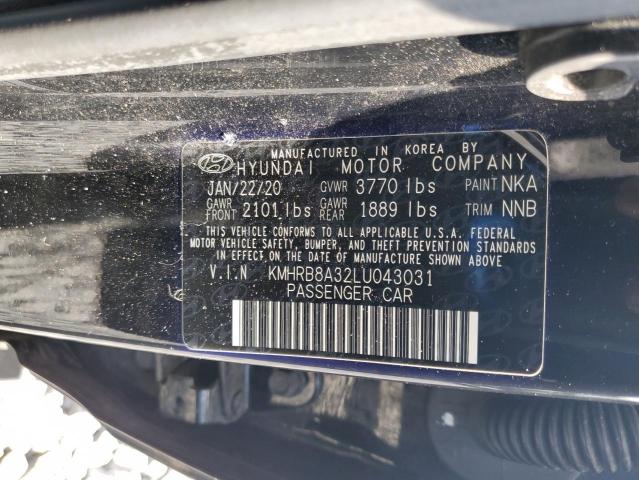 MANUFACTURED IN KOREA BY
HYUNDAI MOTOR COMPANY
JAN/22/20 GVWR 3770 lbs PAINT NKA
GAWR FRONT 2101 lbs GAWR REAR 1889 lbs TRIM NNB
THIS VEHICLE CONFORMS TO ALL APPLICABLE U.S.A. FEDERAL
MOTOR VEHICLE SAFETY, BUMPER, AND THEFT PREVENTION STANDARDS
IN EFFECT ON THE DATE OF MANUFACTURE SHOWN ABOVE.
V.I.N KMHRB8A32LU043031
PASSENGER CAR